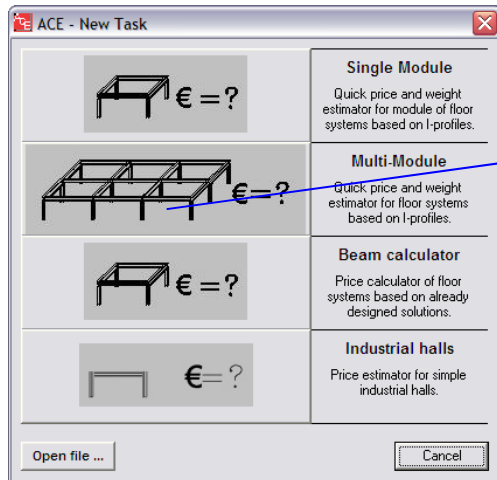 ACE - New Task
€ =?
Single Module
Quick price and weight
estimator for module of floor
systems based on I-profiles.
€=?
Multi-Module
Quick price and weight
estimator for floor systems
based on I-profiles.
€ =?
Beam calculator
Price calculator of floor
systems based on already
designed solutions.
€=?
Industrial halls
Price estimator for simple
industrial halls.
Open file ...
Cancel